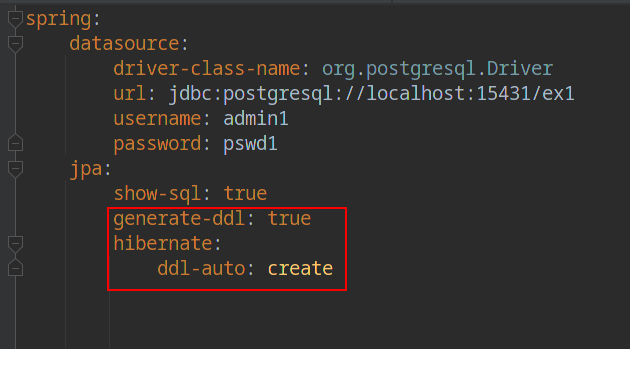 spring:
datasource:
driver-class-name: org.postgresql.Driver
url: jdbc:postgresql://localhost:15431/ex1
username: admin1
password: pswd1
jpa:
show-sql: true
generate-ddl: true
hibernate:
ddl-auto: create